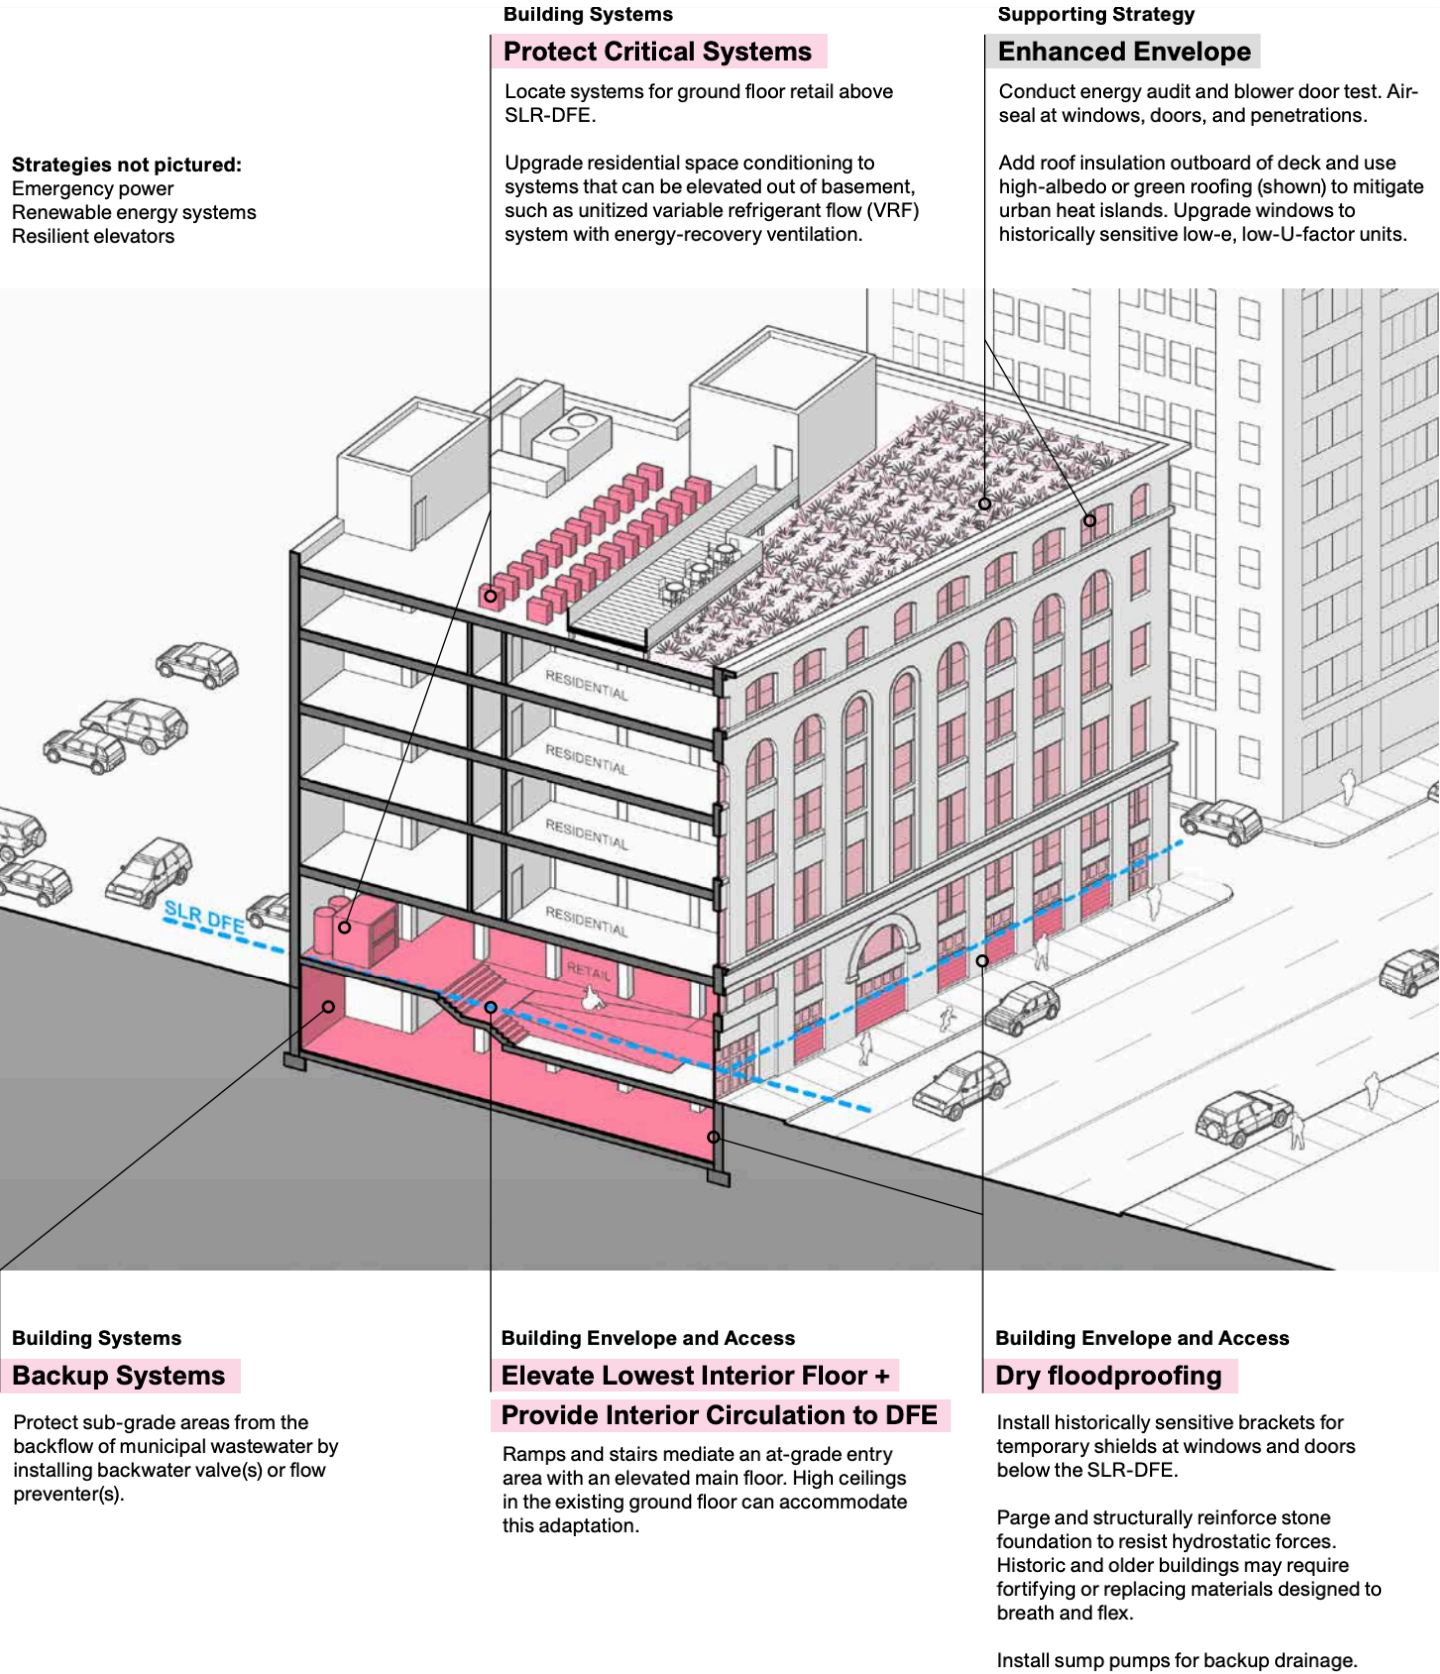 Building Systems
Protect Critical Systems
Locate systems for ground floor retail above
SLR-DFE.
Upgrade residential space conditioning to
systems that can be elevated out of basement,
such as unitized variable refrigerant flow (VRF)
system with energy-recovery ventilation.
Supporting Strategy
Enhanced Envelope
Conduct energy audit and blower door test. Air-
seal at windows, doors, and penetrations.
Add roof insulation outboard of deck and use
high-albedo or green roofing (shown) to mitigate
urban heat islands. Upgrade windows to
historically sensitive low-e, low-U-factor units.
Strategies not pictured:
Emergency power
Renewable energy systems
Resilient elevators
RESIDENTIAL
RESIDENTIAL
RESIDENTIAL
RESIDENTIAL
SLR DFE
RETAIL
Building Systems
Backup Systems
Protect sub-grade areas from the
backflow of municipal wastewater by
installing backwater valve(s) or flow
preventer(s).
Building Envelope and Access
Elevate Lowest Interior Floor +
Provide Interior Circulation to DFE
Ramps and stairs mediate an at-grade entry
area with an elevated main floor. High ceilings
in the existing ground floor can accommodate
this adaptation.
Building Envelope and Access
Dry floodproofing
Install historically sensitive brackets for
temporary shields at windows and doors
below the SLR-DFE.
Parge and structurally reinforce stone
foundation to resist hydrostatic forces.
Historic and older buildings may require
fortifying or replacing materials designed to
breath and flex.
Install sump pumps for backup drainage.